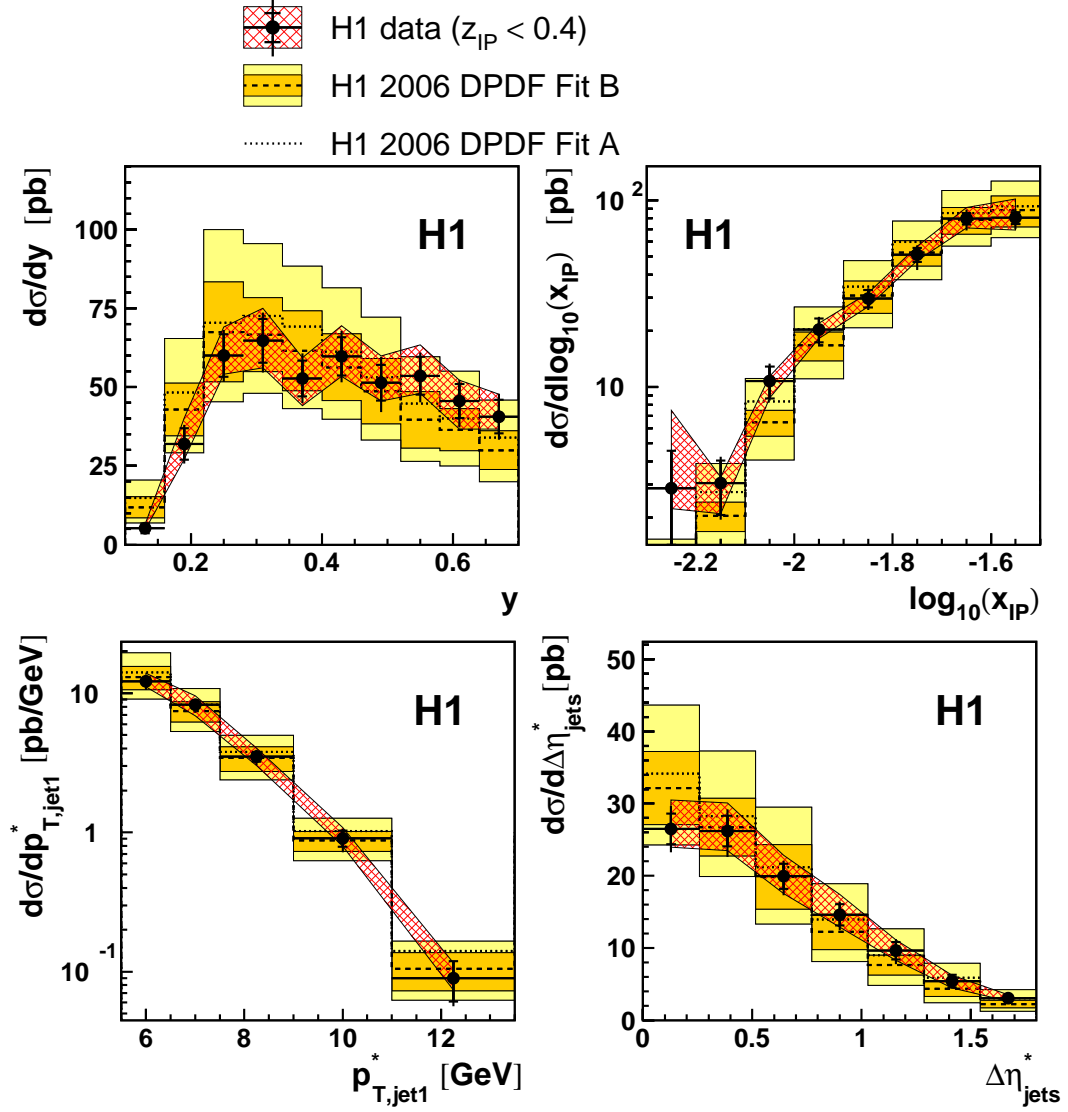 H1 data (z_IP < 0.4)
H1 2006 DPDF Fit B
H1 2006 DPDF Fit A
dσ/dy [pb]
H1
100
75
50
25
0
0.2 0.4 0.6
y
dσ/dlog₁₀(x_IP) [pb]
H1
10²
10
-2.2 -2 -1.8 -1.6
log₁₀(x_IP)
dσ/dp*_T,jet1 [pb/GeV]
H1
10
1
10⁻¹
6 8 10 12
p*_T,jet1 [GeV]
dσ/dΔη*_jets [pb]
H1
50
40
30
20
10
0
0 0.5 1 1.5
Δη*_jets